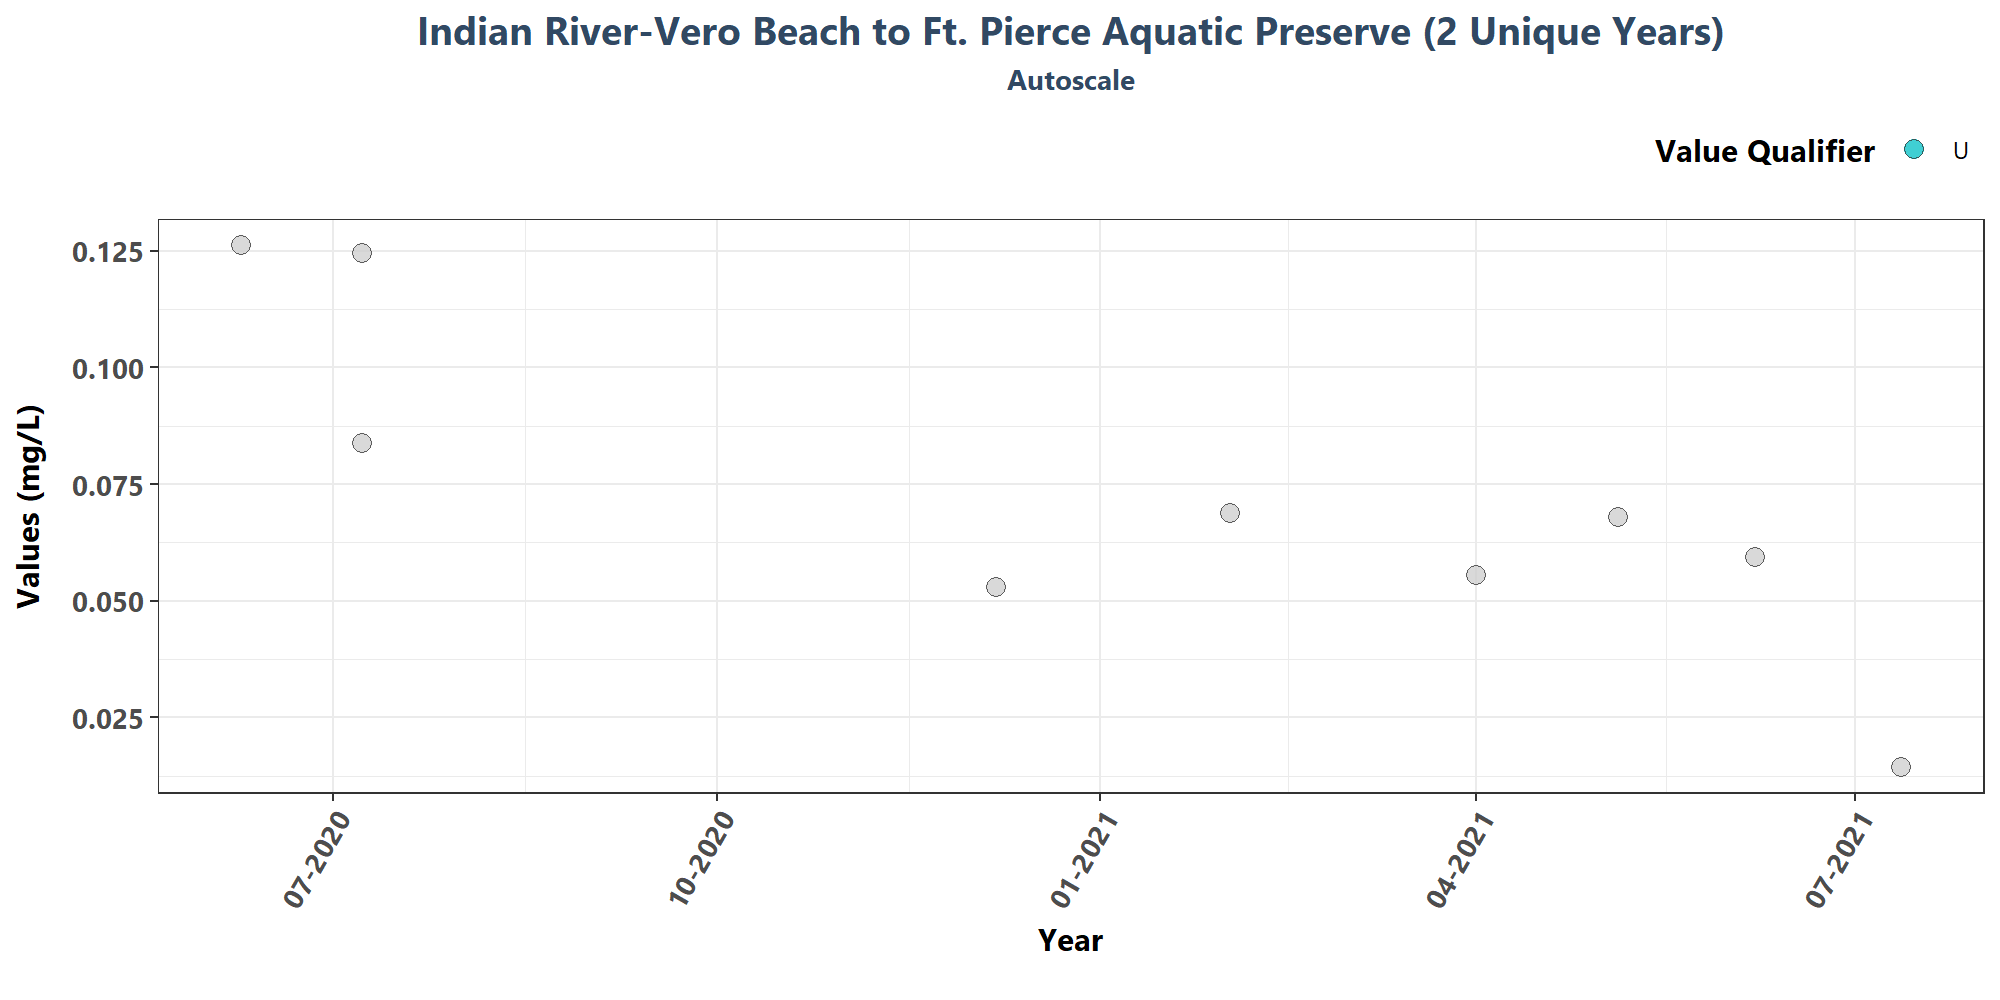 Indian River-Vero Beach to Ft. Pierce Aquatic Preserve (2 Unique Years)
Autoscale
Value Qualifier U
Values (mg/L)
0.125
0.100
0.075
0.050
0.025
07-2020
10-2020
01-2021
04-2021
07-2021
Year